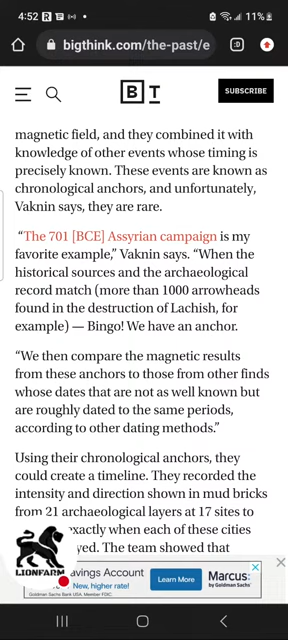 4:52
11%
bigthink.com/the-past/e
:D
B T
SUBSCRIBE
magnetic field, and they combined it with
knowledge of other events whose timing is
precisely known. These events are known as
chronological anchors, and unfortunately,
Vaknin says, they are rare.
“The 701 [BCE] Assyrian campaign is my
favorite example,” Vaknin says. “When the
historical sources and the archaeological
record match (more than 1000 arrowheads
found in the destruction of Lachish, for
example) — Bingo! We have an anchor.
“We then compare the magnetic results
from these anchors to those from other finds
whose dates that are not as well known but
are roughly dated to the same periods,
according to other dating methods.”
Using their chronological anchors, they
could create a timeline. They recorded the
intensity and direction shown in mud bricks
from 21 archaeological layers at 17 sites to
exactly when each of these cities
yed. The team showed that
LIONFARM
avings Account
New, higher rate!
Goldman Sachs Bank USA. Member FDIC.
Learn More
Marcus:
by Goldman Sachs